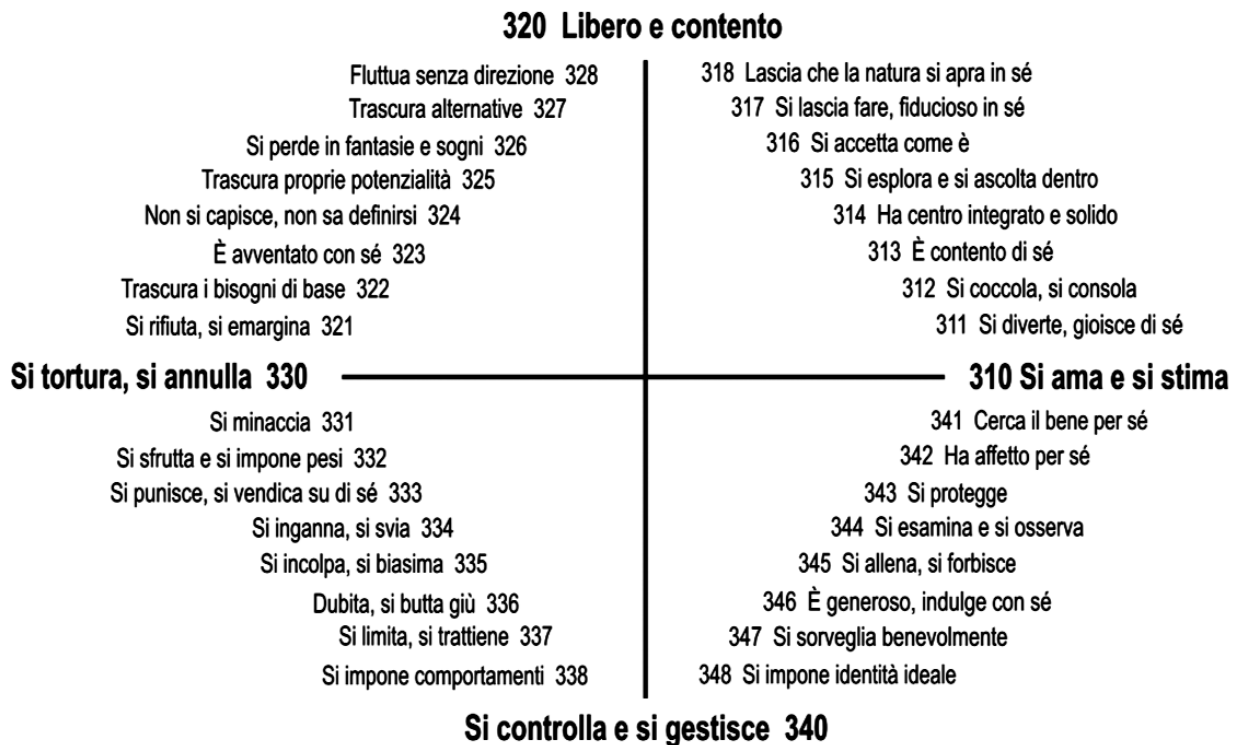 320 Libero e contento
Fluttua senza direzione 328
318 Lascia che la natura si apra in sé
Trascura alternative 327
317 Si lascia fare, fiducioso in sé
Si perde in fantasie e sogni 326
316 Si accetta come è
Trascura proprie potenzialità 325
315 Si esplora e si ascolta dentro
Non si capisce, non sa definirsi 324
314 Ha centro integrato e solido
È avventato con sé 323
313 È contento di sé
Trascura i bisogni di base 322
312 Si coccola, si consola
Si rifiuta, si emargina 321
311 Si diverte, gioisce di sé
Si tortura, si annulla 330
310 Si ama e si stima
Si minaccia 331
341 Cerca il bene per sé
Si sfrutta e si impone pesi 332
342 Ha affetto per sé
Si punisce, si vendica su di sé 333
343 Si protegge
Si inganna, si svia 334
344 Si esamina e si osserva
Si incolpa, si biasima 335
345 Si allena, si forbisce
Dubita, si butta giù 336
346 È generoso, indulge con sé
Si limita, si trattiene 337
347 Si sorveglia benevolmente
Si impone comportamenti 338
348 Si impone identità ideale
Si controlla e si gestisce 340